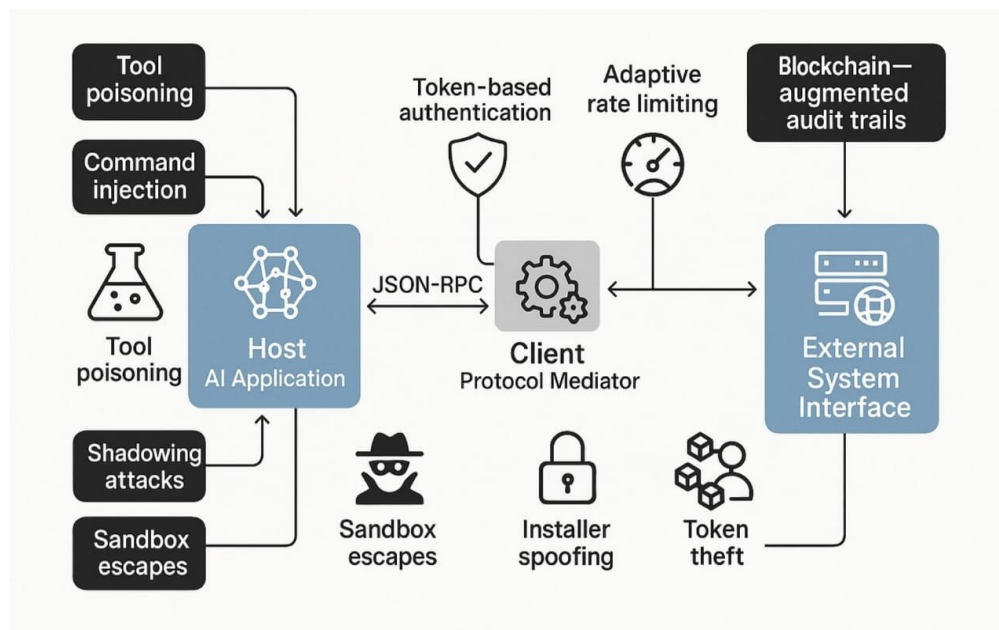 Tool
poisoning
Command
injection
Tool
poisoning
Shadowing
attacks
Sandbox
escapes
Host
AI Application
JSON-RPC
Token-based
authentication
Adaptive
rate limiting
Client
Protocol Mediator
Blockchain—
augmented
audit trails
External
System
Interface
Sandbox
escapes
Installer
spoofing
Token
theft